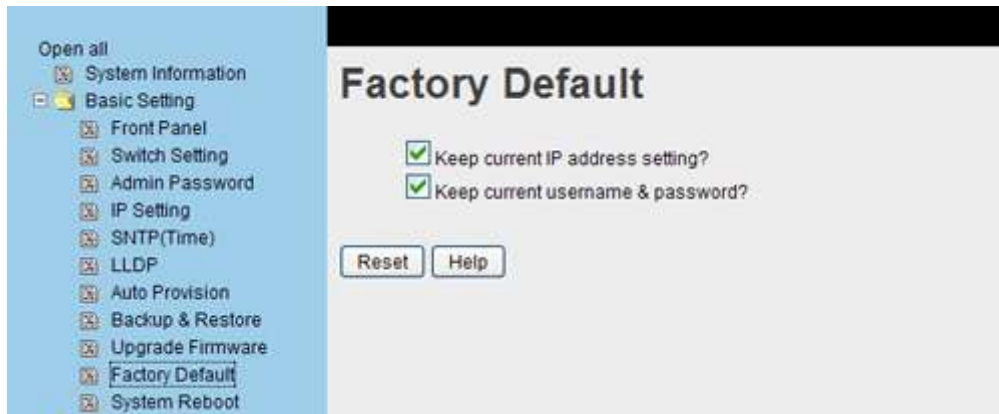 Open all
System Information
Basic Setting
Front Panel
Switch Setting
Admin Password
IP Setting
SNTP(Time)
LLDP
Auto Provision
Backup & Restore
Upgrade Firmware
Factory Default
System Reboot
Factory Default
Keep current IP address setting?
Keep current username & password?
Reset Help